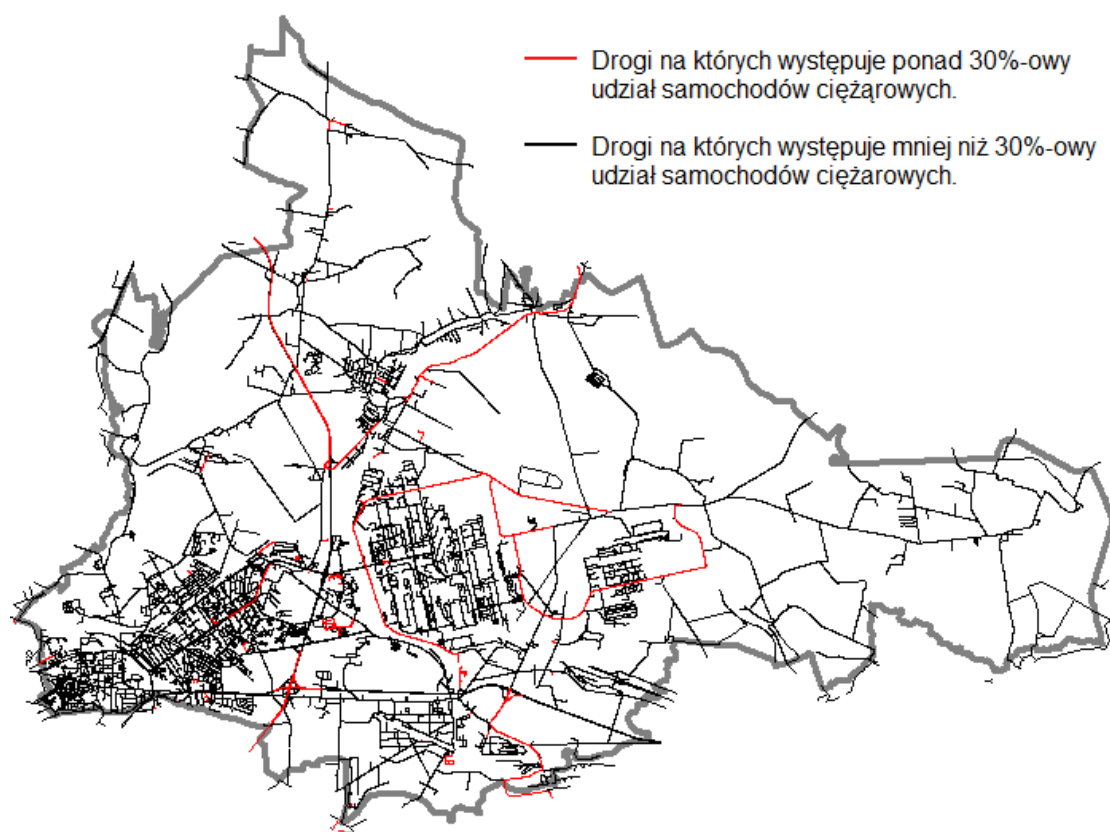 Drogi na których występuje ponad 30%-owy
udział samochodów ciężąrowych.
Drogi na których występuje mniej niż 30%-owy
udział samochodów ciężarowych.